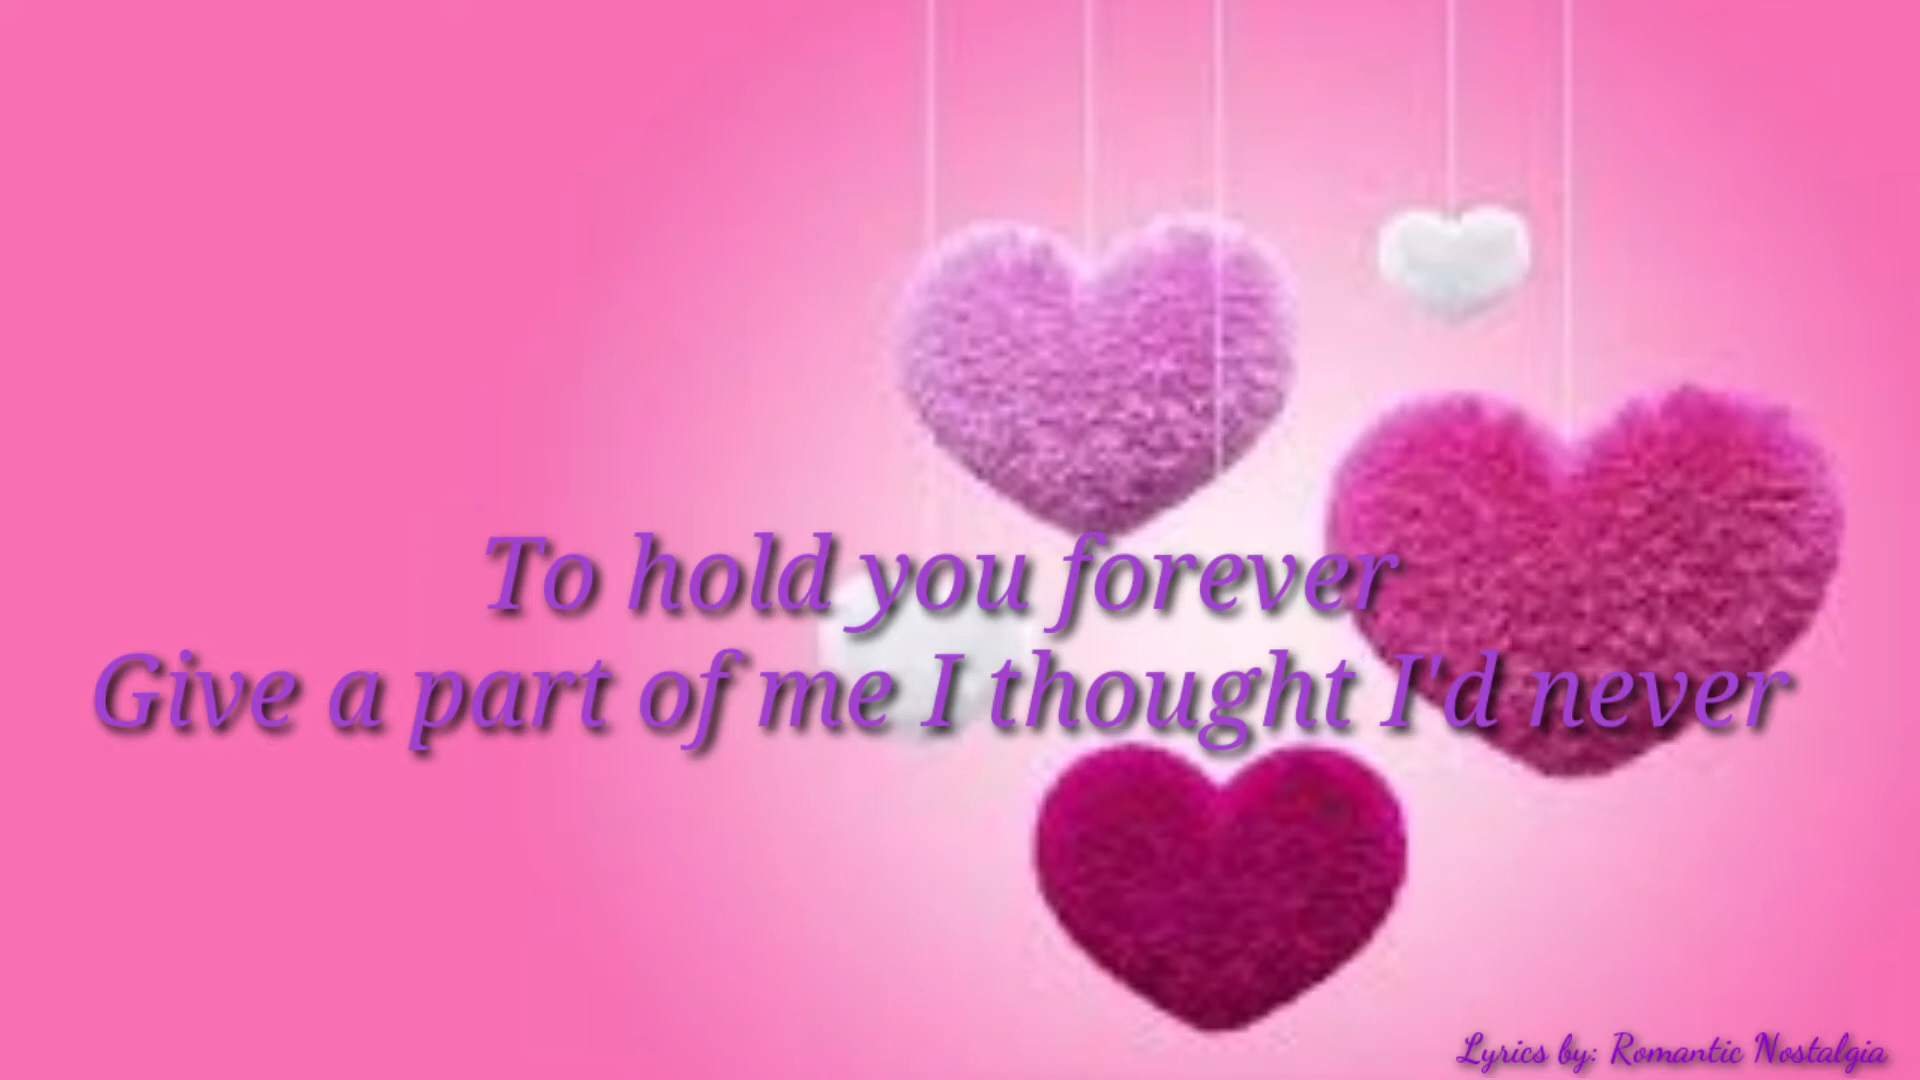 To hold you forever
Give a part of me I thought I'd never
Lyrics by: Romantic Nostalgia